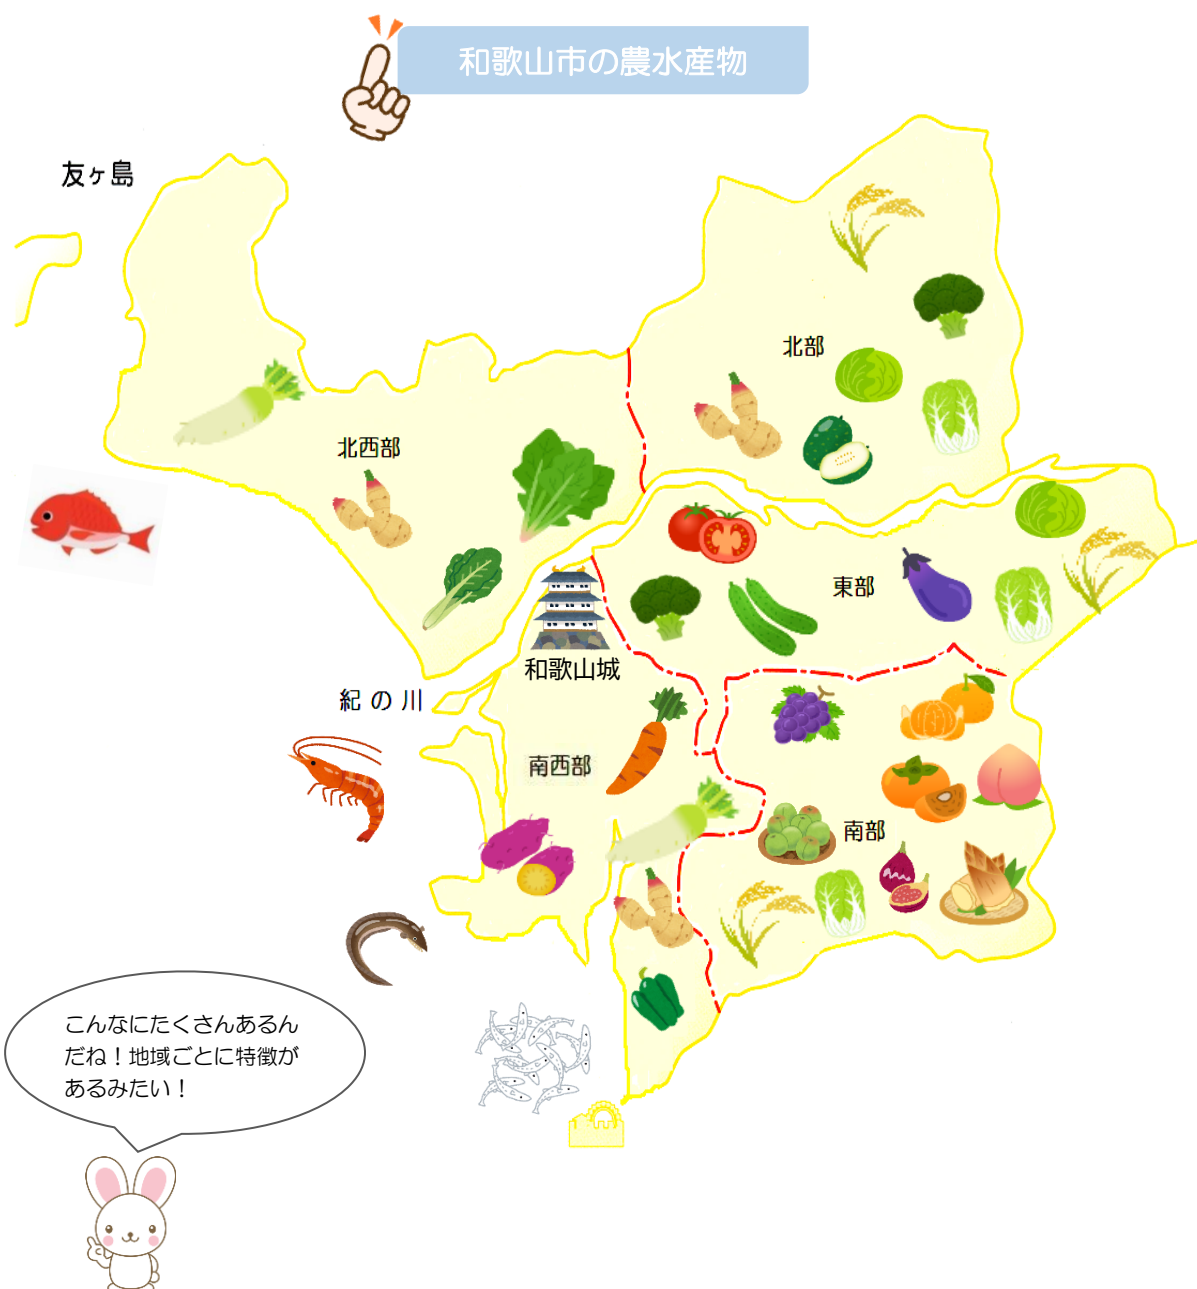 和歌山市の農水産物
友ヶ島
北部
北西部
東部
和歌山城
紀の川
南西部
南部
こんなにたくさんあるん
だね！地域ごとに特徴が
あるみたい！